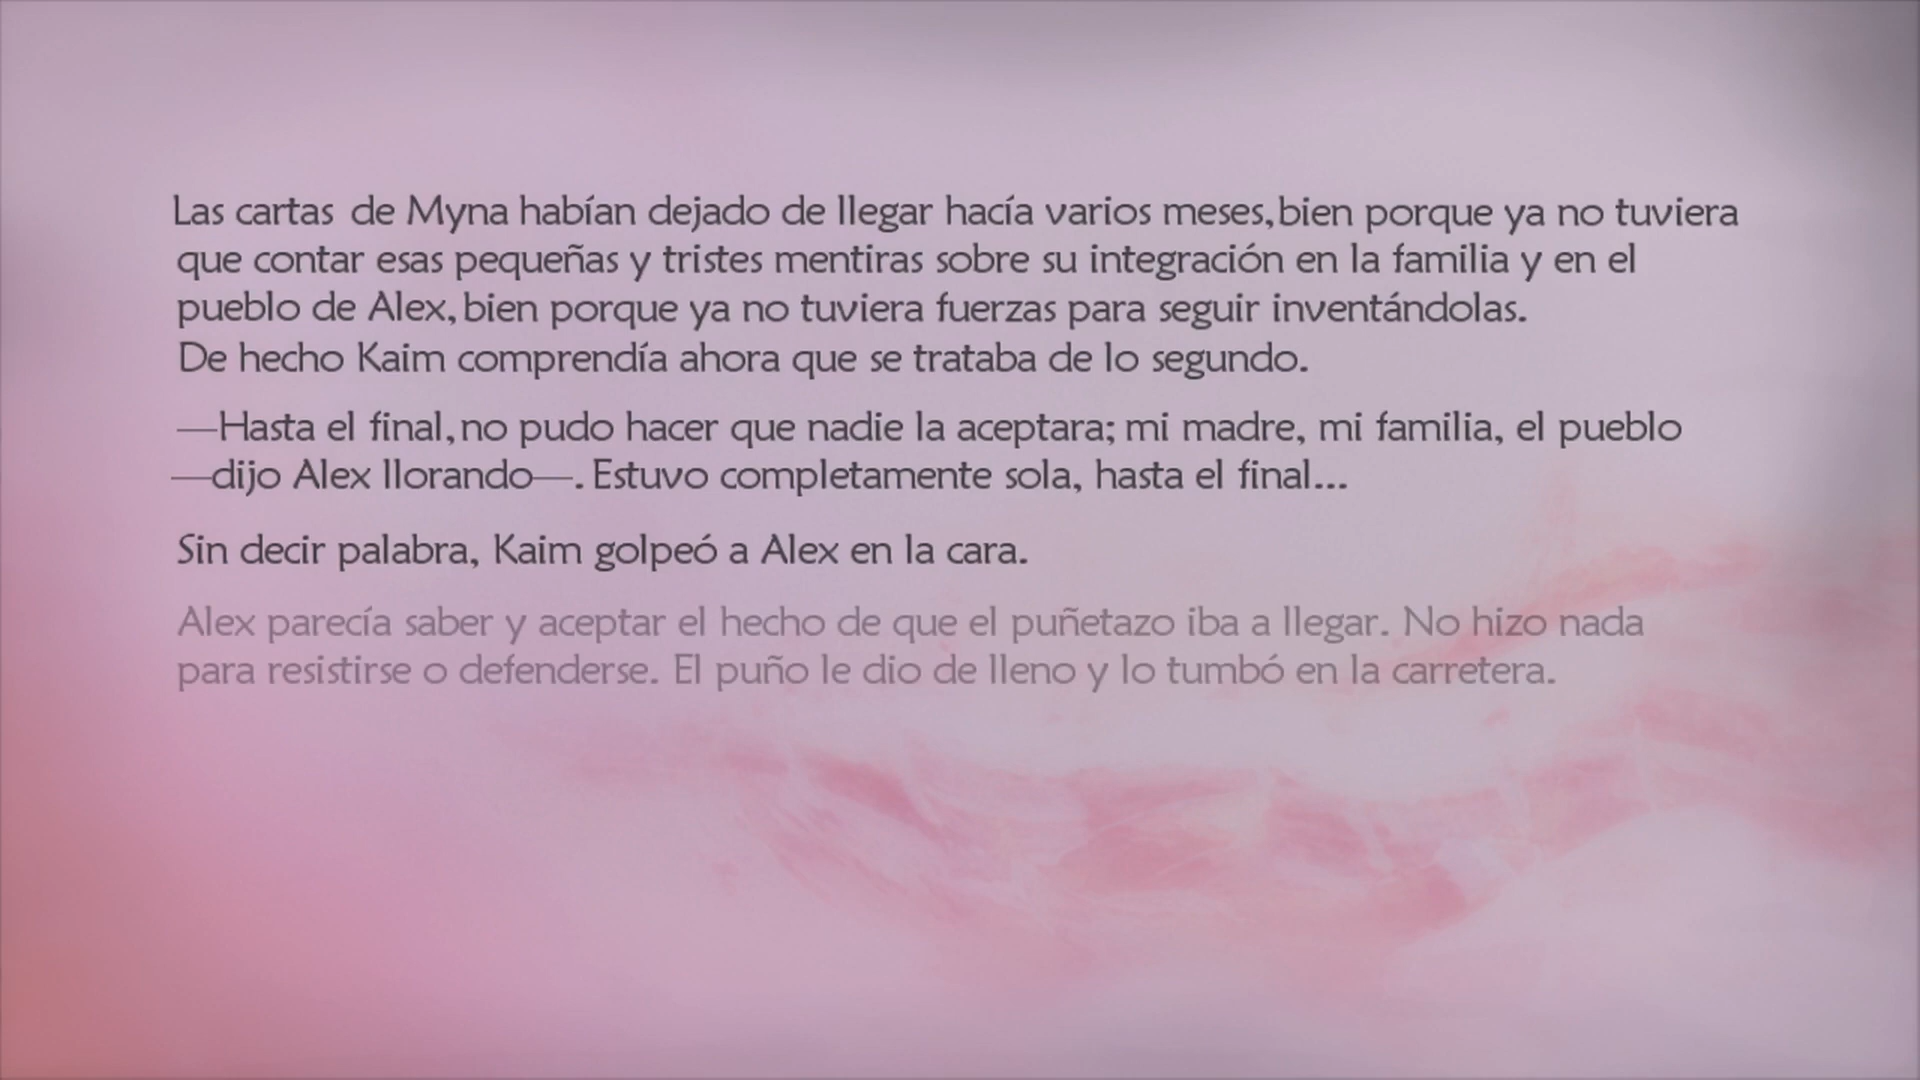 Las cartas de Myna habían dejado de llegar hacía varios meses, bien porque ya no tuviera
que contar esas pequeñas y tristes mentiras sobre su integración en la familia y en el
pueblo de Alex, bien porque ya no tuviera fuerzas para seguir inventándolas.
De hecho Kaim comprendía ahora que se trataba de lo segundo.
—Hasta el final, no pudo hacer que nadie la aceptara; mi madre, mi familia, el pueblo
—dijo Alex llorando—. Estuvo completamente sola, hasta el final...
Sin decir palabra, Kaim golpeó a Alex en la cara.
Alex parecía saber y aceptar el hecho de que el puñetazo iba a llegar. No hizo nada
para resistirse o defenderse. El puño le dio de lleno y lo tumbó en la carretera.